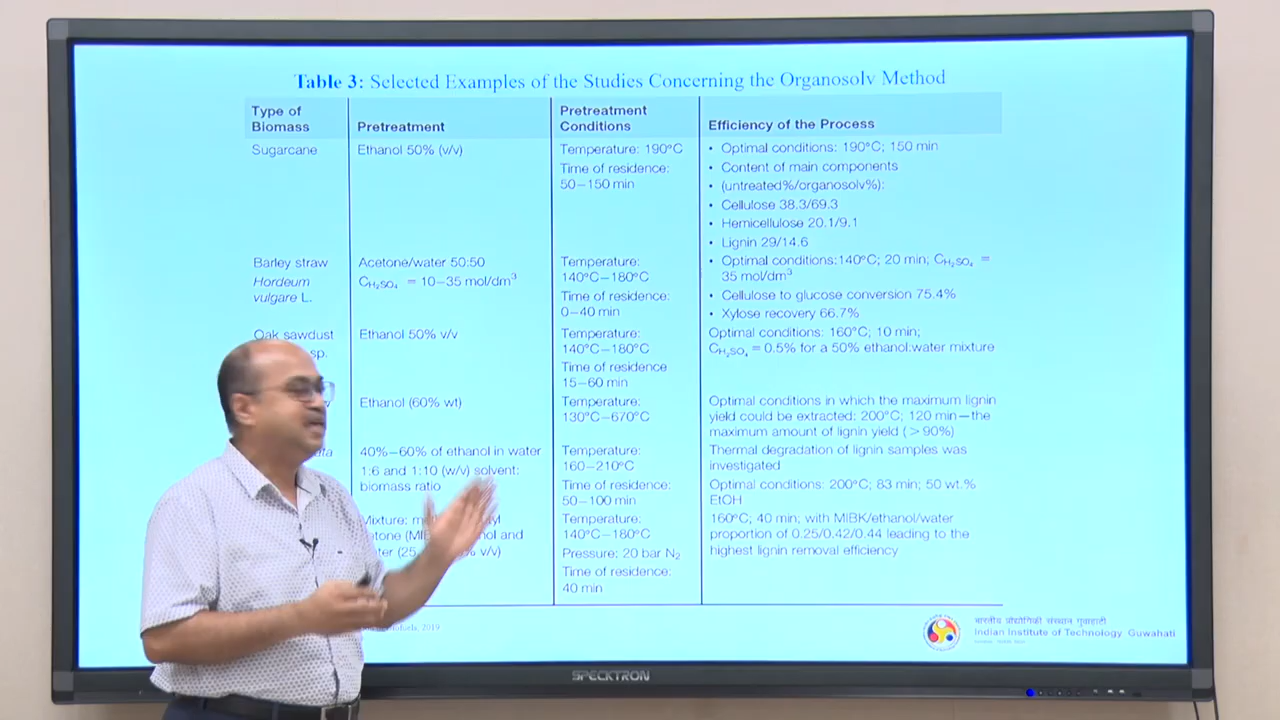 Table 3: Selected Examples of the Studies Concerning the Organosolv Method
Type of
Biomass
Pretreatment
Pretreatment
Conditions
Efficiency of the Process
Sugarcane
Ethanol 50% (v/v)
Temperature: 190°C
Time of residence:
50–150 min
• Optimal conditions: 190°C; 150 min
• Content of main components
• (untreated%/organosolv%):
• Cellulose 38.3/69.3
• Hemicellulose 20.1/9.1
• Lignin 29/14.6
Barley straw
Hordeum
vulgare L.
Acetone/water 50:50
C_H₂SO₄ = 10–35 mol/dm³
Temperature:
140°C–180°C
Time of residence:
0–40 min
• Optimal conditions:140°C; 20 min; C_H₂SO₄ =
35 mol/dm³
• Cellulose to glucose conversion 75.4%
• Xylose recovery 66.7%
Oak sawdust
sp.
Ethanol 50% v/v
Temperature:
140°C–180°C
Time of residence
15–60 min
Optimal conditions: 160°C; 10 min;
C_H₂SO₄ = 0.5% for a 50% ethanol:water mixture
Ethanol (60% wt)
Temperature:
130°C–670°C
Optimal conditions in which the maximum lignin
yield could be extracted: 200°C; 120 min—the
maximum amount of lignin yield (>90%)
40%–60% of ethanol in water
1:6 and 1:10 (w/v) solvent:
biomass ratio
Temperature:
160–210°C
Time of residence:
50–100 min
Thermal degradation of lignin samples was
investigated
Optimal conditions: 200°C; 83 min; 50 wt.%
EtOH
Mixture:
(MIB
and
(25
v/v)
Temperature:
140°C–180°C
Pressure: 20 bar N₂
Time of residence:
40 min
160°C; 40 min; with MIBK/ethanol/water
proportion of 0.25/0.42/0.44 leading to the
highest lignin removal efficiency
2019
भारतीय प्रौद्योगिकी संस्थान गुवाहाटी
Indian Institute of Technology Guwahati
SPECKTRON